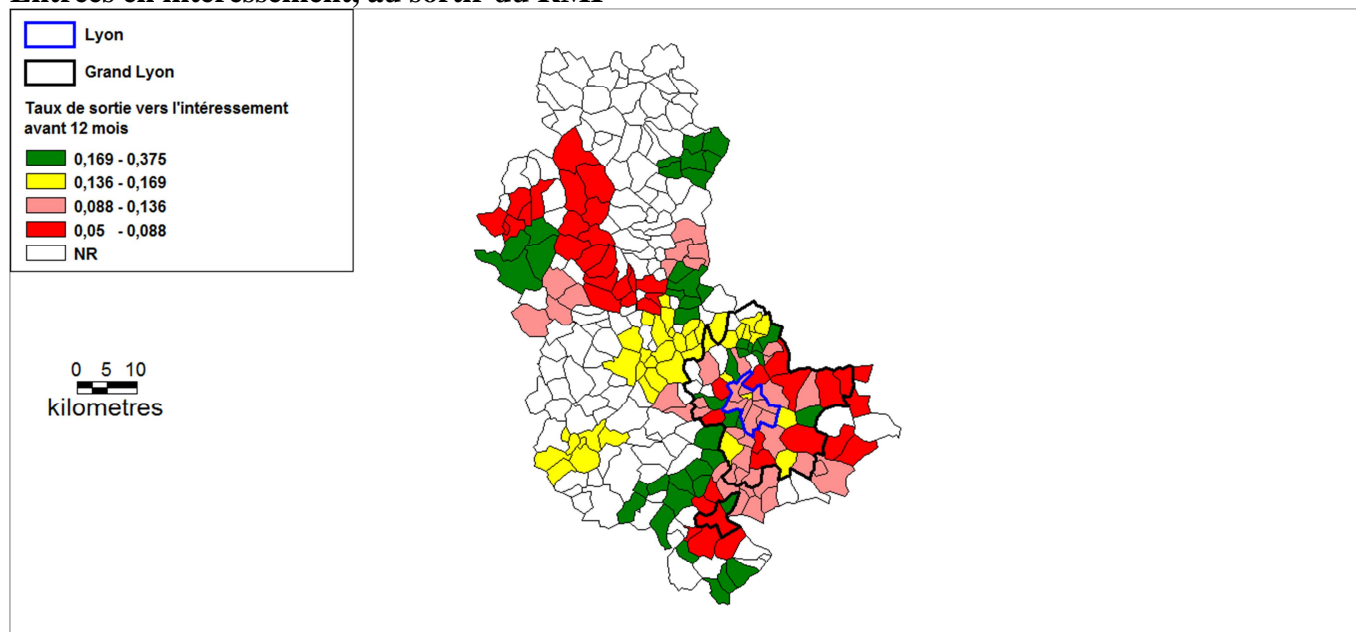 Entrées en intéressement, au sortir du RMI
Lyon
Grand Lyon
Taux de sortie vers l'intéressement
avant 12 mois
0,169 - 0,375
0,136 - 0,169
0,088 - 0,136
0,05 - 0,088
NR
0 5 10
kilometres